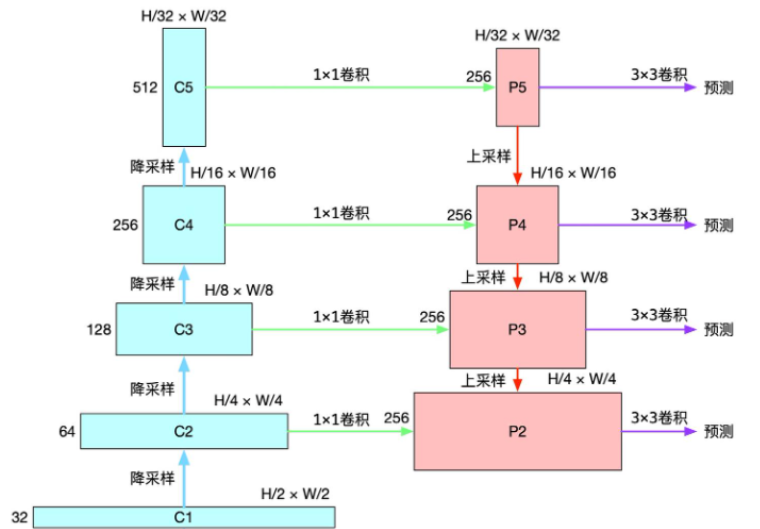 H/32 × W/32
H/32 × W/32
512 C5 1×1卷积 256 P5 3×3卷积 预测
降采样 上采样
H/16 × W/16 H/16 × W/16
256 C4 1×1卷积 256 P4 3×3卷积 预测
降采样 H/8 × W/8 上采样 H/8 × W/8
128 C3 1×1卷积 256 P3 3×3卷积 预测
降采样 H/4 × W/4 上采样 H/4 × W/4
64 C2 1×1卷积 256 P2 3×3卷积 预测
降采样 H/2 × W/2
32 C1